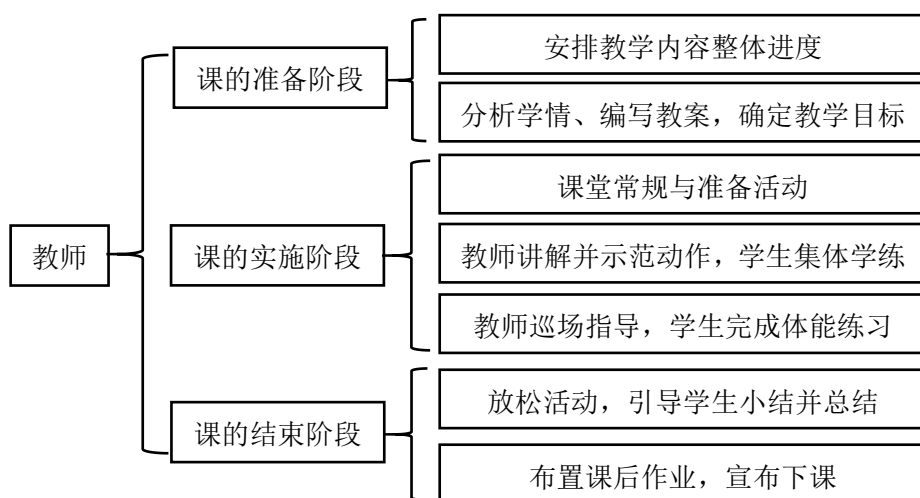 教师
课的准备阶段
安排教学内容整体进度
分析学情、编写教案，确定教学目标
课的实施阶段
课堂常规与准备活动
教师讲解并示范动作，学生集体学练
教师巡场指导，学生完成体能练习
课的结束阶段
放松活动，引导学生小结并总结
布置课后作业，宣布下课